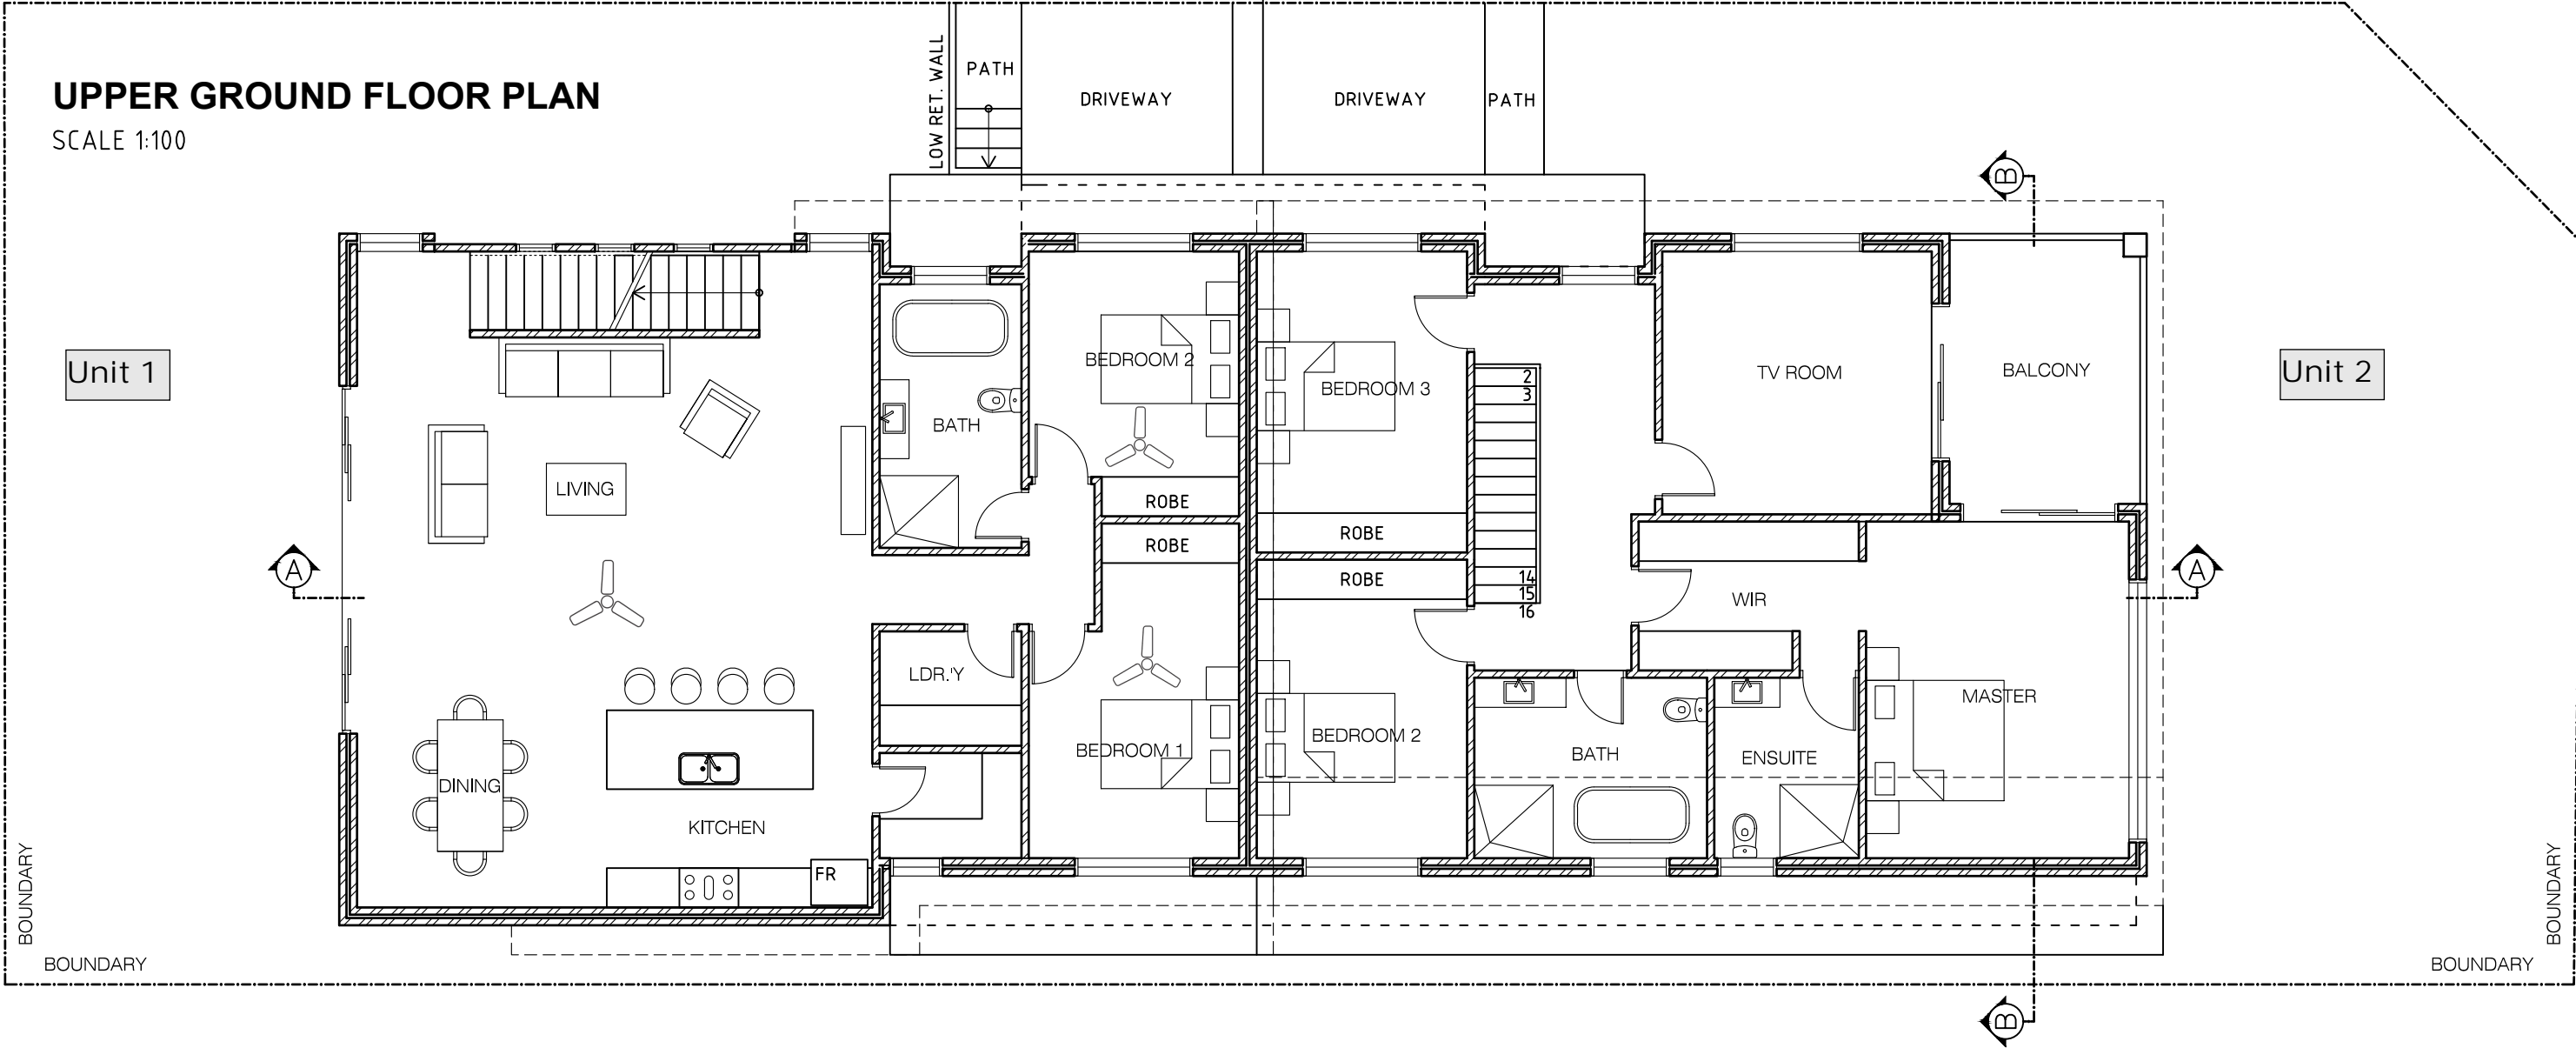 UPPER GROUND FLOOR PLAN
SCALE 1:100
LOW RET. WALL
PATH
DRIVEWAY
DRIVEWAY
PATH
B
Unit 1
Unit 2
BEDROOM 2
BEDROOM 3
2
3
TV ROOM
BALCONY
BATH
LIVING
ROBE
ROBE
ROBE
ROBE
A
A
14
15
16
WIR
LDR.'Y
MASTER
BEDROOM 1
BEDROOM 2
BATH
ENSUITE
DINING
KITCHEN
FR
BOUNDARY
BOUNDARY
BOUNDARY
BOUNDARY
B